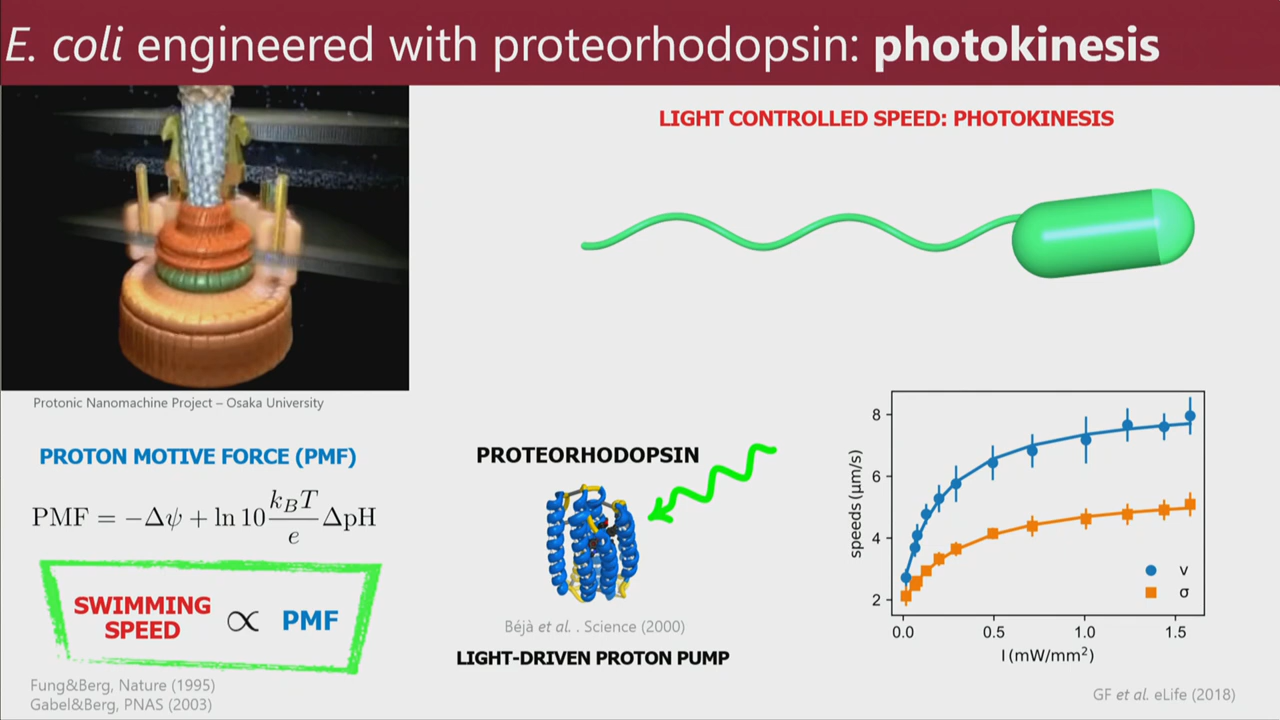 E. coli engineered with proteorhodopsin: photokinesis
LIGHT CONTROLLED SPEED: PHOTOKINESIS
Protonic Nanomachine Project – Osaka University
PROTON MOTIVE FORCE (PMF)
PMF = −Δψ + ln 10 k_BT/e ΔpH
SWIMMING
SPEED ∝ PMF
Fung&Berg, Nature (1995)
Gabel&Berg, PNAS (2003)
PROTEORHODOPSIN
Béjà et al. . Science (2000)
LIGHT-DRIVEN PROTON PUMP
speeds (μm/s)
8
6
4
2
v
σ
0.0 0.5 1.0 1.5
I(mW/mm²)
GF et al. eLife (2018)